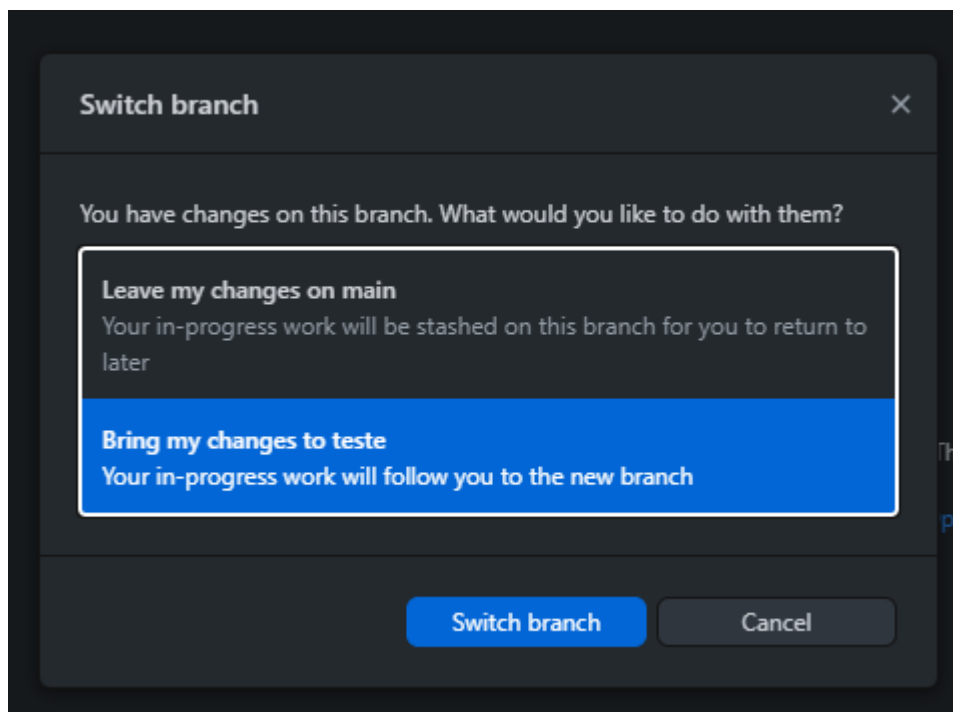 Switch branch
You have changes on this branch. What would you like to do with them?
Leave my changes on main
Your in-progress work will be stashed on this branch for you to return to
later
Bring my changes to teste
Your in-progress work will follow you to the new branch
Switch branch
Cancel